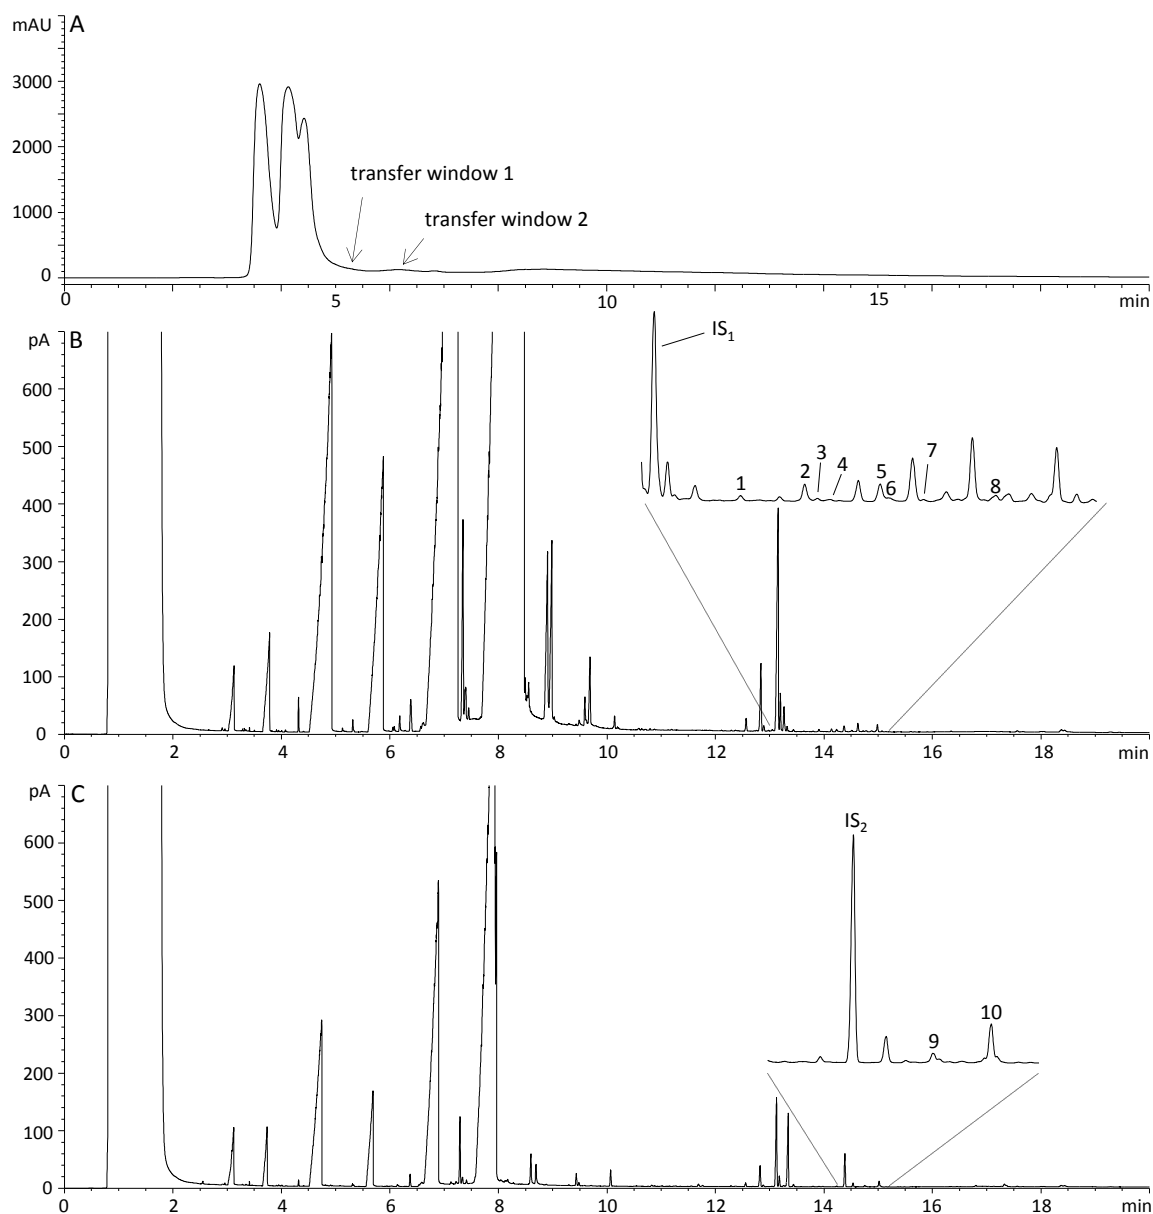 A
mAU
3000
2000
1000
0
transfer window 1
transfer window 2
0 5 10 15 min
B
pA
600
500
400
300
200
100
0
IS₁
1 2 3 4 5 6 7 8
0 2 4 6 8 10 12 14 16 18 min
C
pA
600
500
400
300
200
100
0
IS₂
9 10
0 2 4 6 8 10 12 14 16 18 min